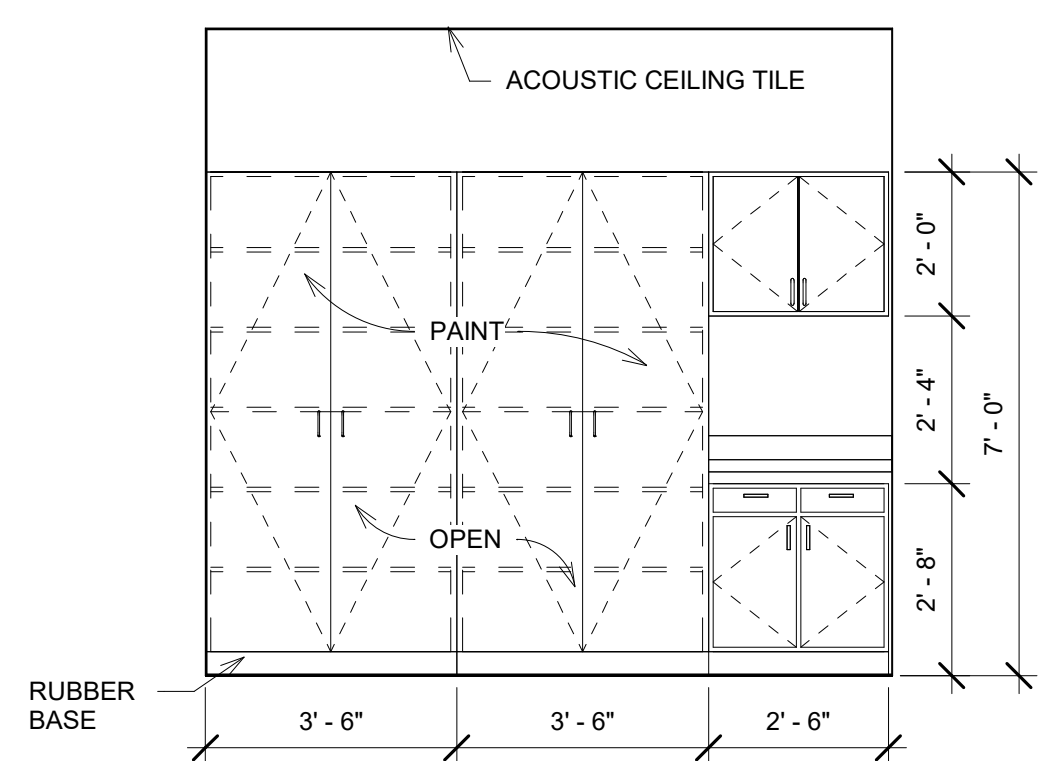 ACOUSTIC CEILING TILE
2' - 0"
PAINT
2' - 4"
7' - 0"
OPEN
2' - 8"
RUBBER
BASE
3' - 6"
3' - 6"
2' - 6"